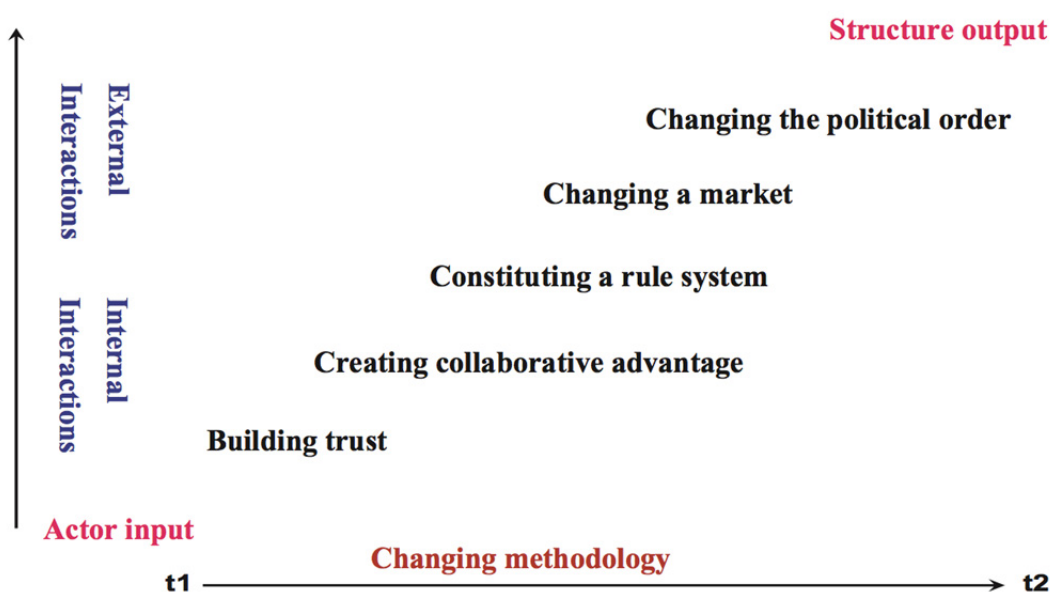 Structure output
External
Interactions
Changing the political order
Changing a market
Constituting a rule system
Internal
Interactions
Creating collaborative advantage
Building trust
Actor input
Changing methodology
t1
t2